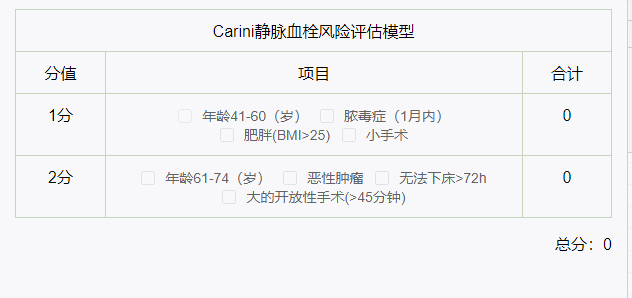 Carini静脉血栓风险评估模型
分值 项目 合计
1分 年龄41-60（岁） 脓毒症（1月内） 0
肥胖(BMI>25) 小手术
2分 年龄61-74（岁） 恶性肿瘤 无法下床>72h 0
大的开放性手术(>45分钟)
总分：0